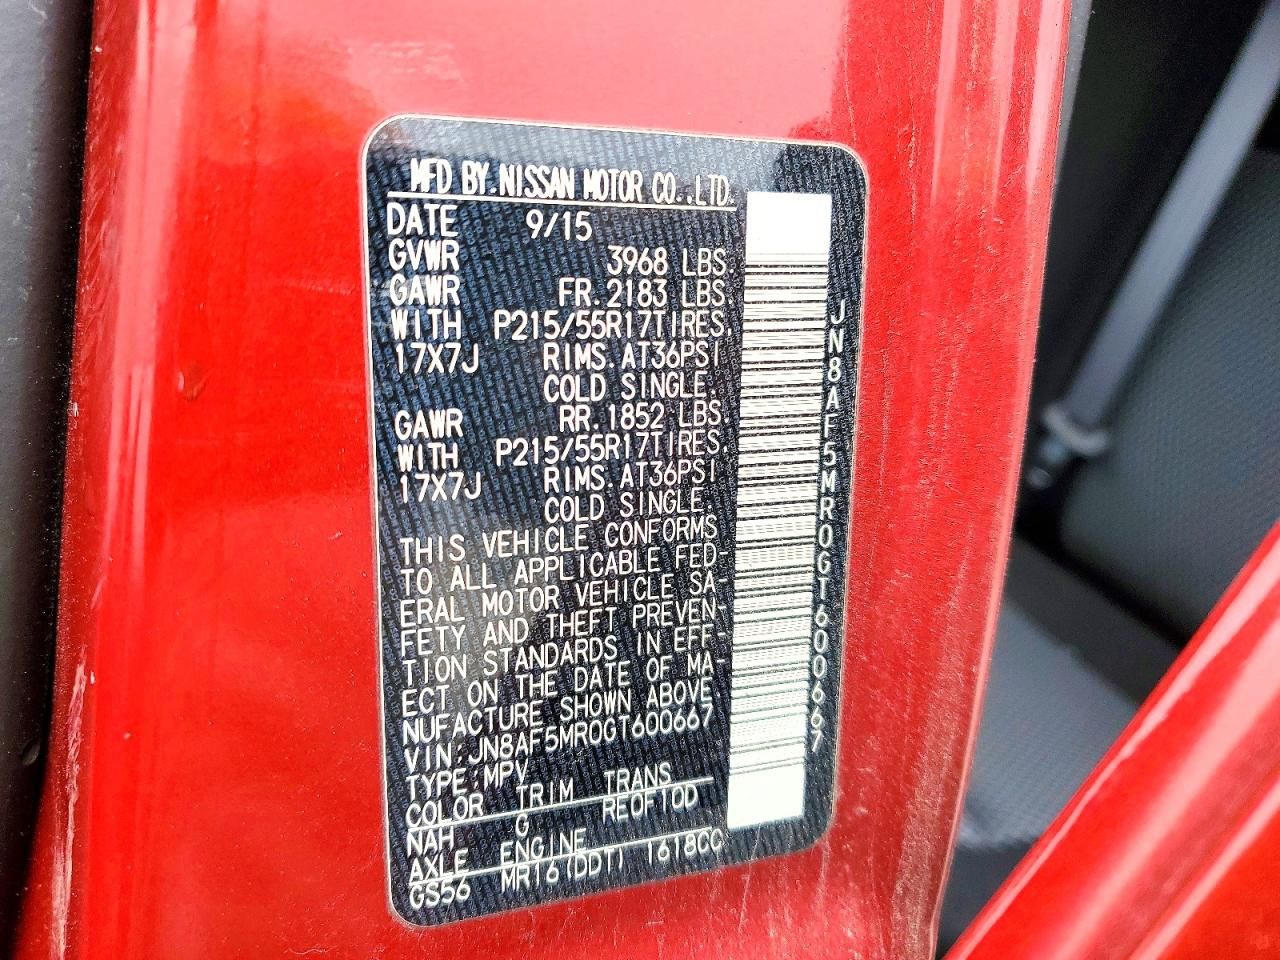 MFD BY.NISSAN MOTOR CO.,LTD.
DATE 9/15
GVWR 3968 LBS.
GAWR FR.2183 LBS.
WITH P215/55R17TIRES.
17X7J RIMS.AT36PSI
COLD SINGLE.
GAWR RR.1852 LBS
WITH P215/55R17TIRES.
17X7J RIMS.AT36PSI
COLD SINGLE.
THIS VEHICLE CONFORMS
TO ALL APPLICABLE FED-
ERAL MOTOR VEHICLE SA-
FETY AND THEFT PREVEN-
TION STANDARDS IN EFF-
ECT ON THE DATE OF MA-
NUFACTURE SHOWN ABOVE
VIN:JN8AF5MR0GT600667
TYPE:MPV
COLOR TRIM TRANS
NAH G RE0F10D
AXLE ENGINE
GS56 MR16(DDT) 1618CC
JN8AF5MR0GT600667